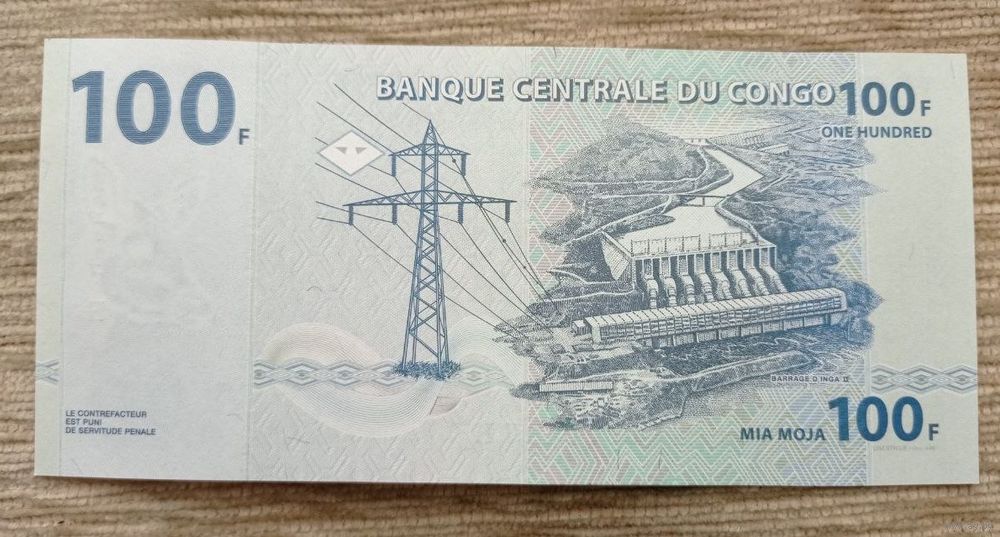 100F
BANQUE CENTRALE DU CONGO
100F
ONE HUNDRED
BARRAGE D'INGA II
LE CONTREFACTEUR
EST PUNI
DE SERVITUDE PENALE
MIA MOJA 100F